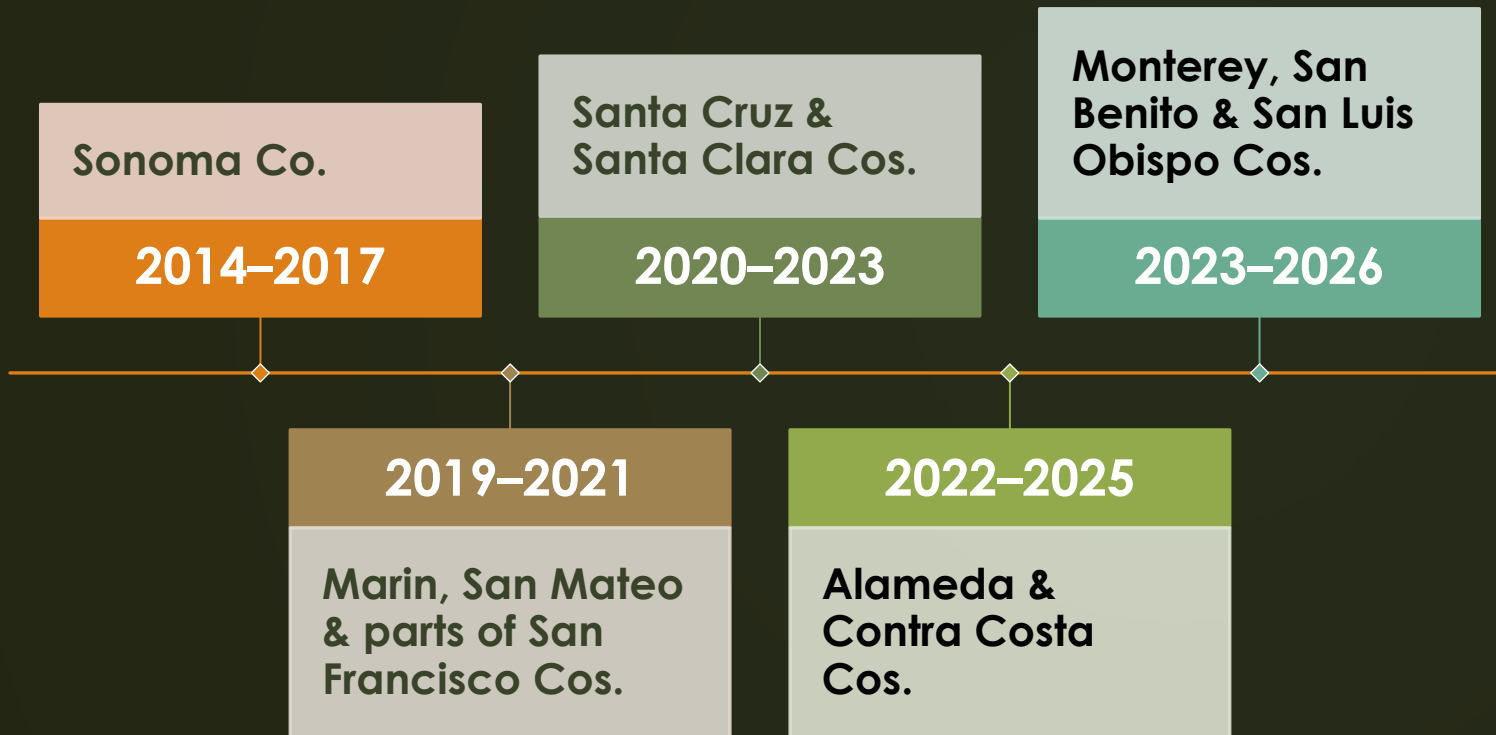 Sonoma Co.
2014–2017
2019–2021
Marin, San Mateo
& parts of San
Francisco Cos.
Santa Cruz &
Santa Clara Cos.
2020–2023
2022–2025
Alameda &
Contra Costa
Cos.
Monterey, San
Benito & San Luis
Obispo Cos.
2023–2026